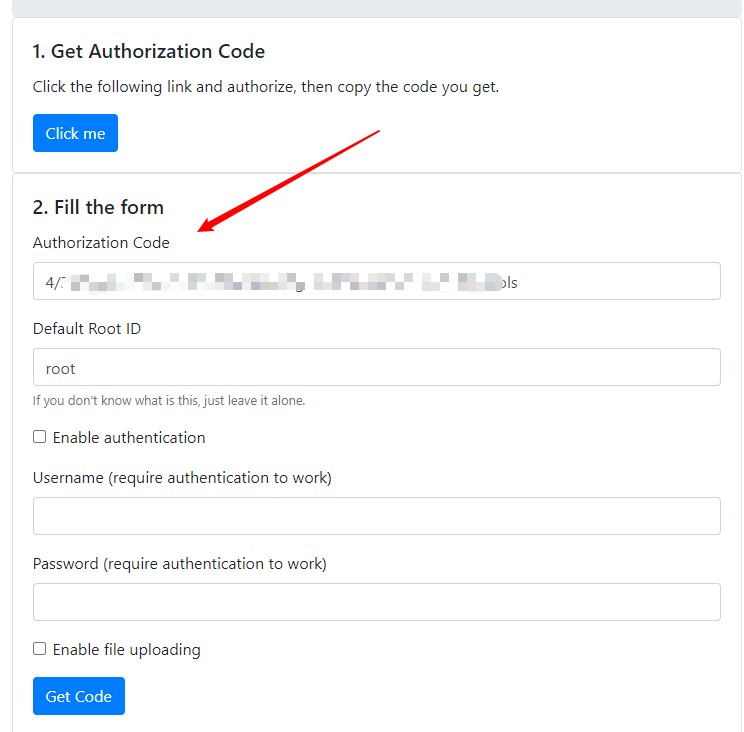 1. Get Authorization Code
Click the following link and authorize, then copy the code you get.
Click me
2. Fill the form
Authorization Code
4/
Default Root ID
root
If you don't know what is this, just leave it alone.
Enable authentication
Username (require authentication to work)
Password (require authentication to work)
Enable file uploading
Get Code